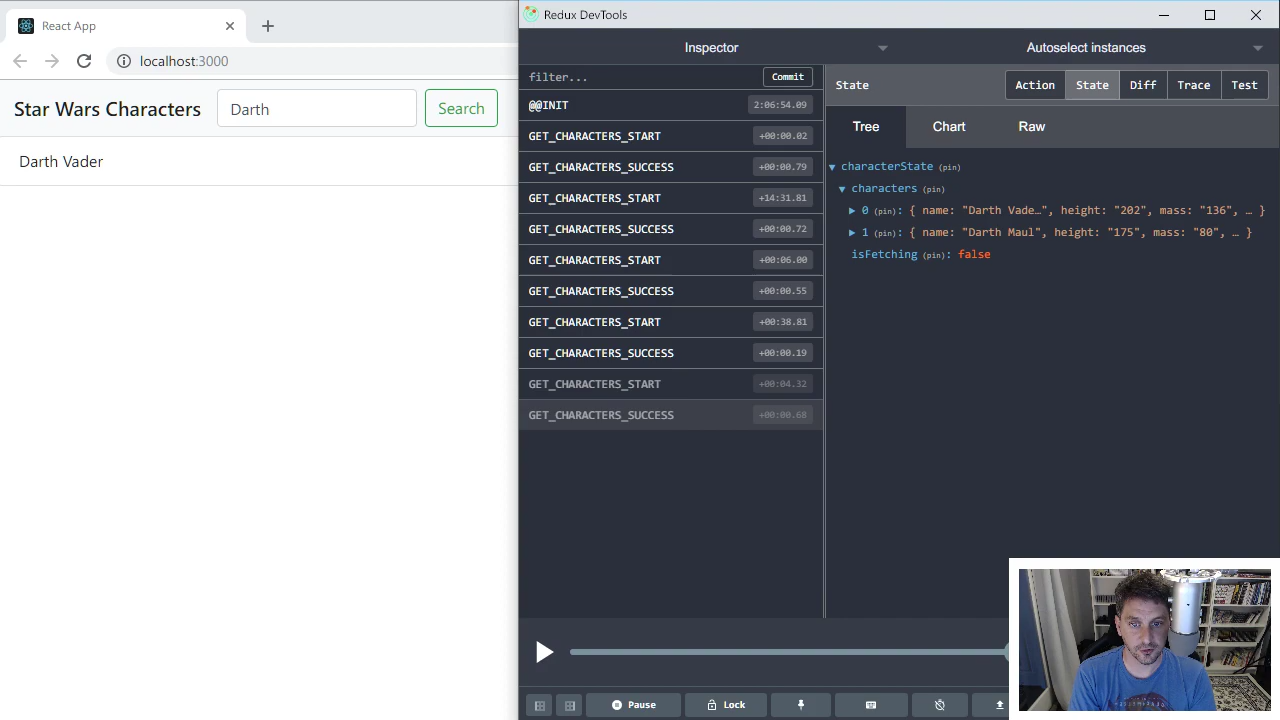 React App
localhost:3000
Star Wars Characters
Darth
Search
Darth Vader
Redux DevTools
Inspector
Autoselect instances
filter...
Commit
@@INIT 2:06:54.09
GET_CHARACTERS_START +00:00.02
GET_CHARACTERS_SUCCESS +00:00.79
GET_CHARACTERS_START +14:31.81
GET_CHARACTERS_SUCCESS +00:00.72
GET_CHARACTERS_START +00:06.00
GET_CHARACTERS_SUCCESS +00:00.55
GET_CHARACTERS_START +00:38.81
GET_CHARACTERS_SUCCESS +00:00.19
GET_CHARACTERS_START +00:04.32
GET_CHARACTERS_SUCCESS +00:00.68
State
Action State Diff Trace Test
Tree Chart Raw
characterState (pin)
characters (pin)
0 (pin): { name: "Darth Vade…", height: "202", mass: "136", … }
1 (pin): { name: "Darth Maul", height: "175", mass: "80", … }
isFetching (pin): false
Pause
Lock